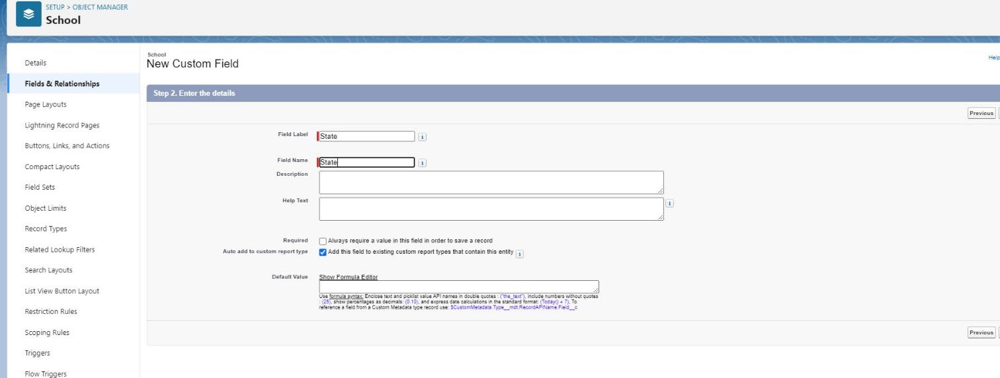 SETUP > OBJECT MANAGER
School
Details
Fields & Relationships
Page Layouts
Lightning Record Pages
Buttons, Links, and Actions
Compact Layouts
Field Sets
Object Limits
Record Types
Related Lookup Filters
Search Layouts
List View Button Layout
Restriction Rules
Scoping Rules
Triggers
Flow Triggers
School
New Custom Field
Help
Step 2. Enter the details
Previous
Field Label State i
Field Name State i
Description
Help Text i
Required Always require a value in this field in order to save a record
Auto add to custom report type Add this field to existing custom report types that contain this entity i
Default Value Show Formula Editor
Use formula syntax: Enclose text and picklist value API names in double quotes : ("the_text"), include numbers without quotes
: (25), show percentages as decimals: (0.10), and express date calculations in the standard format: (Today() + 7). To
reference a field from a Custom Metadata type record use: $CustomMetadata.Type__mdt.RecordAPIName.Field__c
Previous